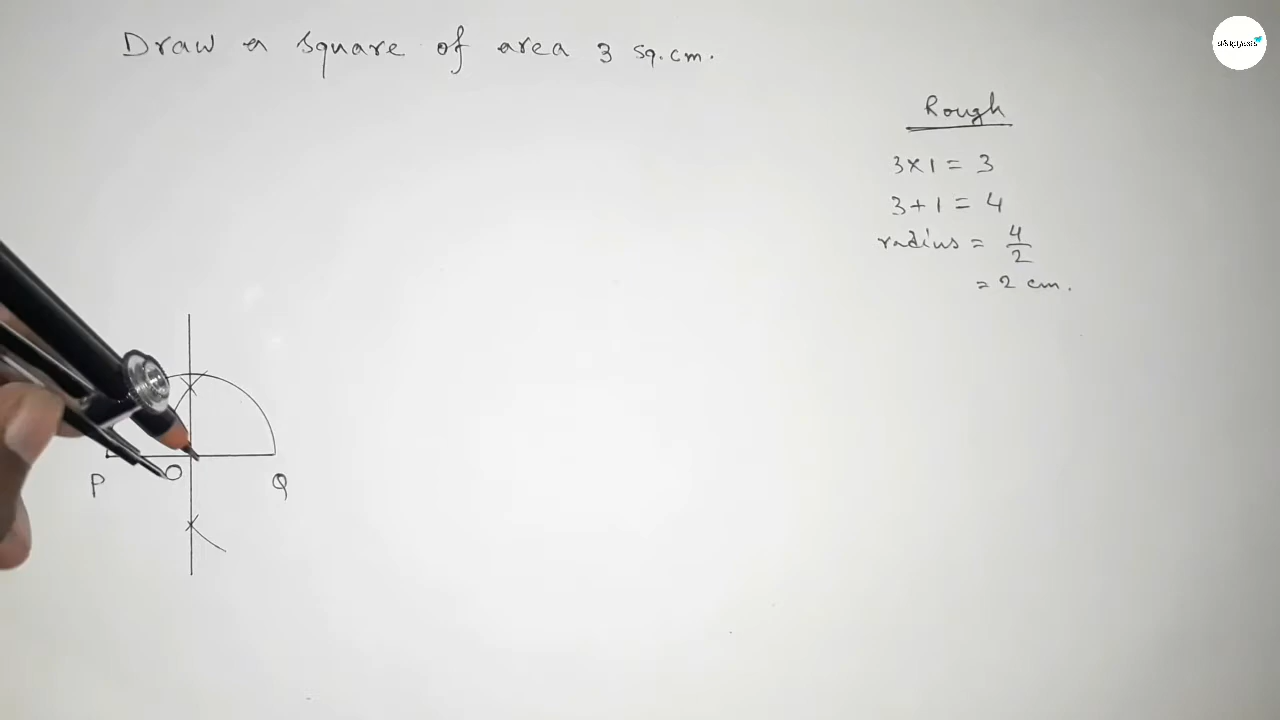 Draw a square of area 3 sq.cm.
Rough
3×1 = 3
3+1 = 4
radius = 4/2
= 2 cm.
O
P
Q